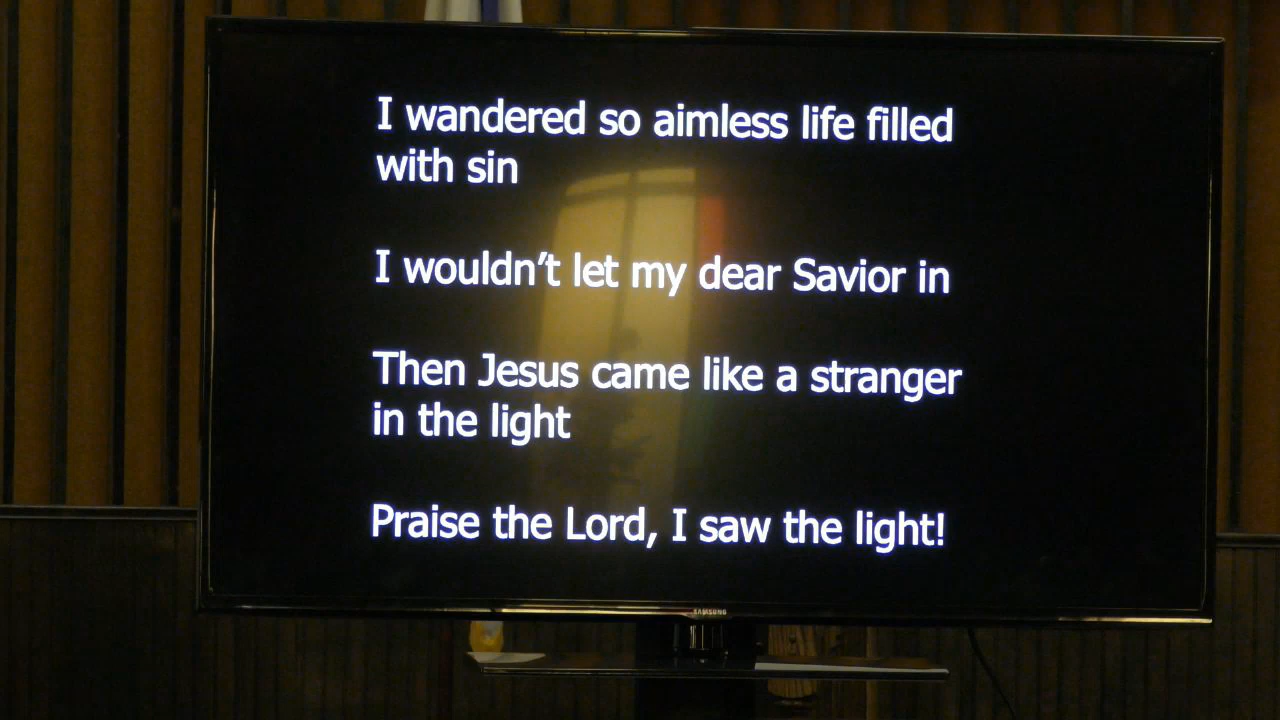 I wandered so aimless life filled
with sin
I wouldn’t let my dear Savior in
Then Jesus came like a stranger
in the light
Praise the Lord, I saw the light!
SAMSUNG